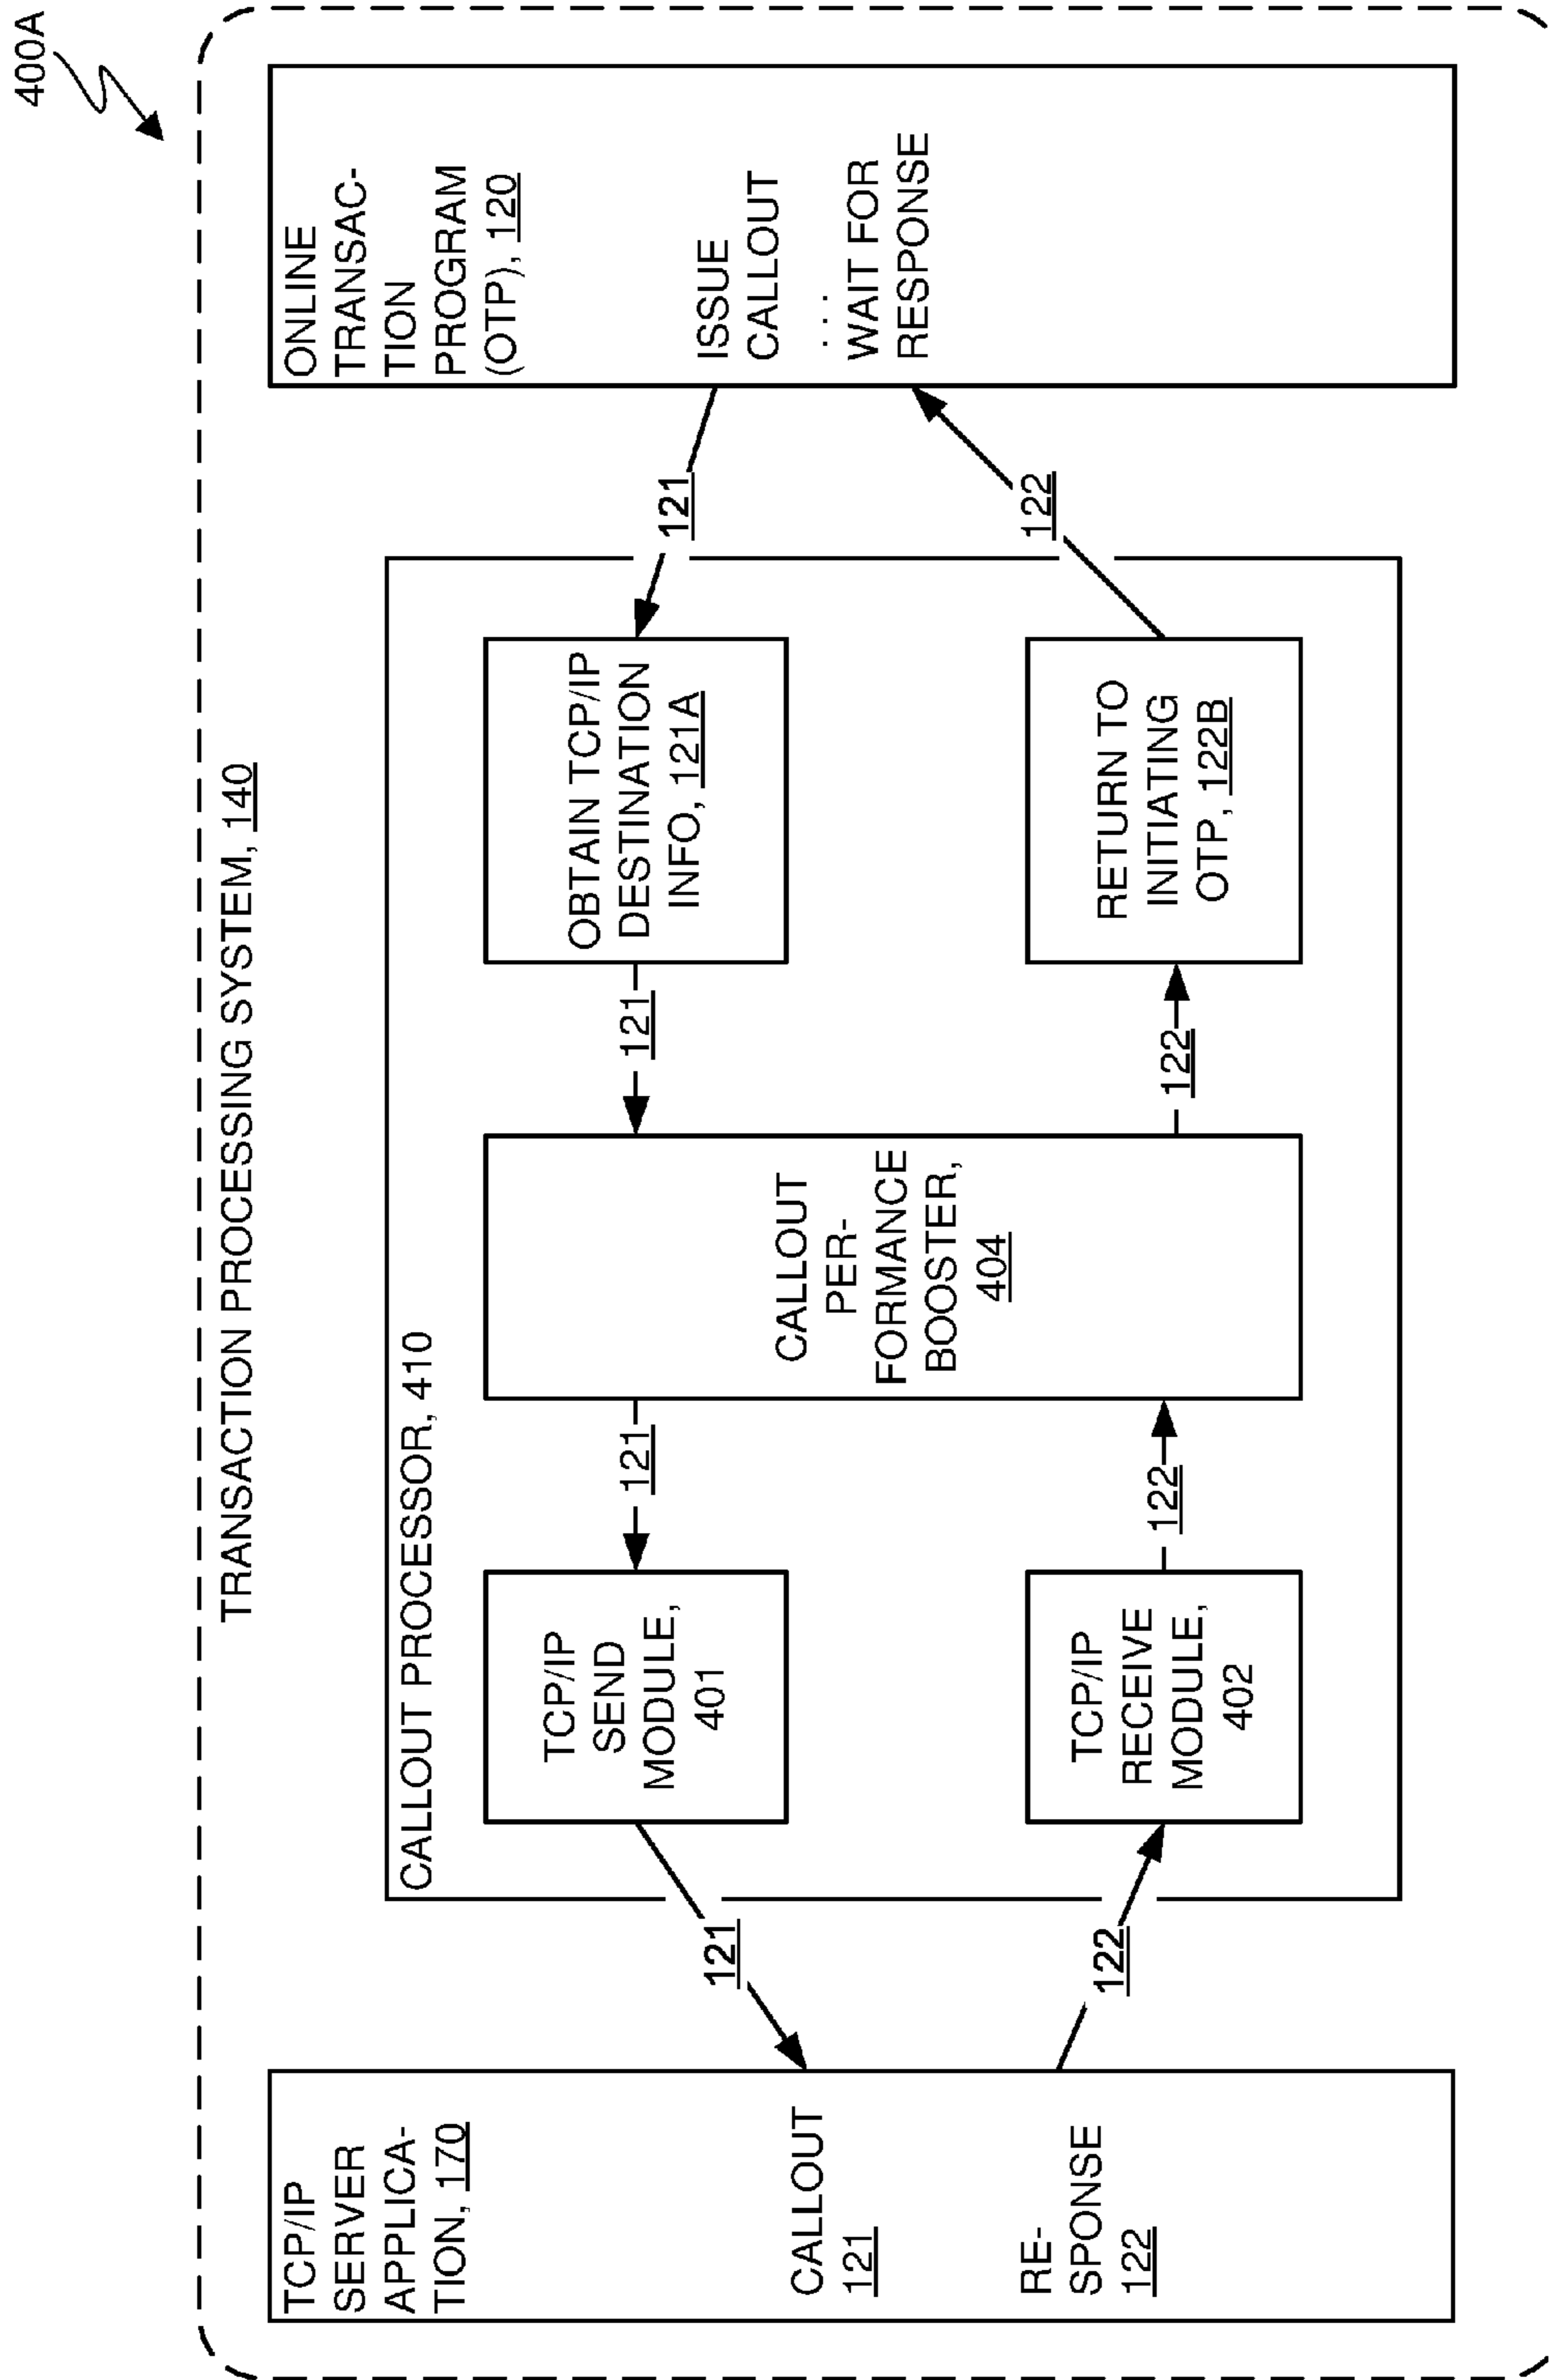 400A
TRANSACTION PROCESSING SYSTEM, 140
TCP/IP
SERVER
APPLICA-
TION, 170
CALLOUT
121
RE-
SPONSE
122
121
122
CALLOUT PROCESSOR, 410
TCP/IP
SEND
MODULE,
401
TCP/IP
RECEIVE
MODULE,
402
121
122
CALLOUT
PER-
FORMANCE
BOOSTER,
404
121
122
OBTAIN TCP/IP
DESTINATION
INFO, 121A
RETURN TO
INITIATING
OTP, 122B
121
122
ONLINE
TRANSAC-
TION
PROGRAM
(OTP), 120
ISSUE
CALLOUT
...
WAIT FOR
RESPONSE